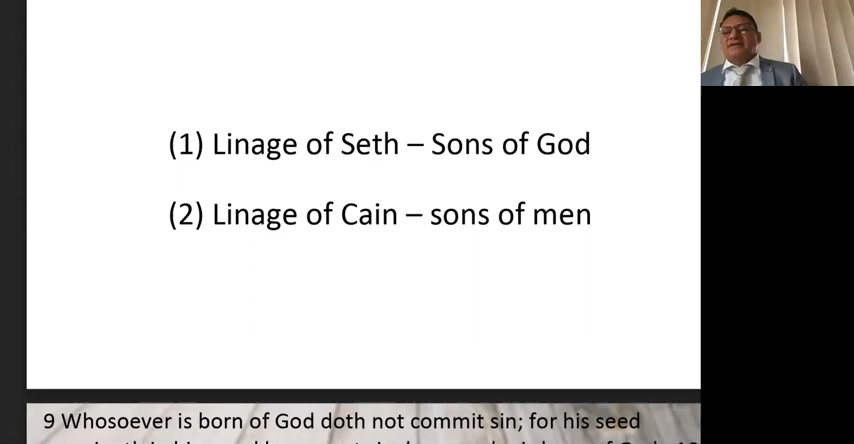 (1) Linage of Seth – Sons of God
(2) Linage of Cain – sons of men
9 Whosoever is born of God doth not commit sin; for his seed